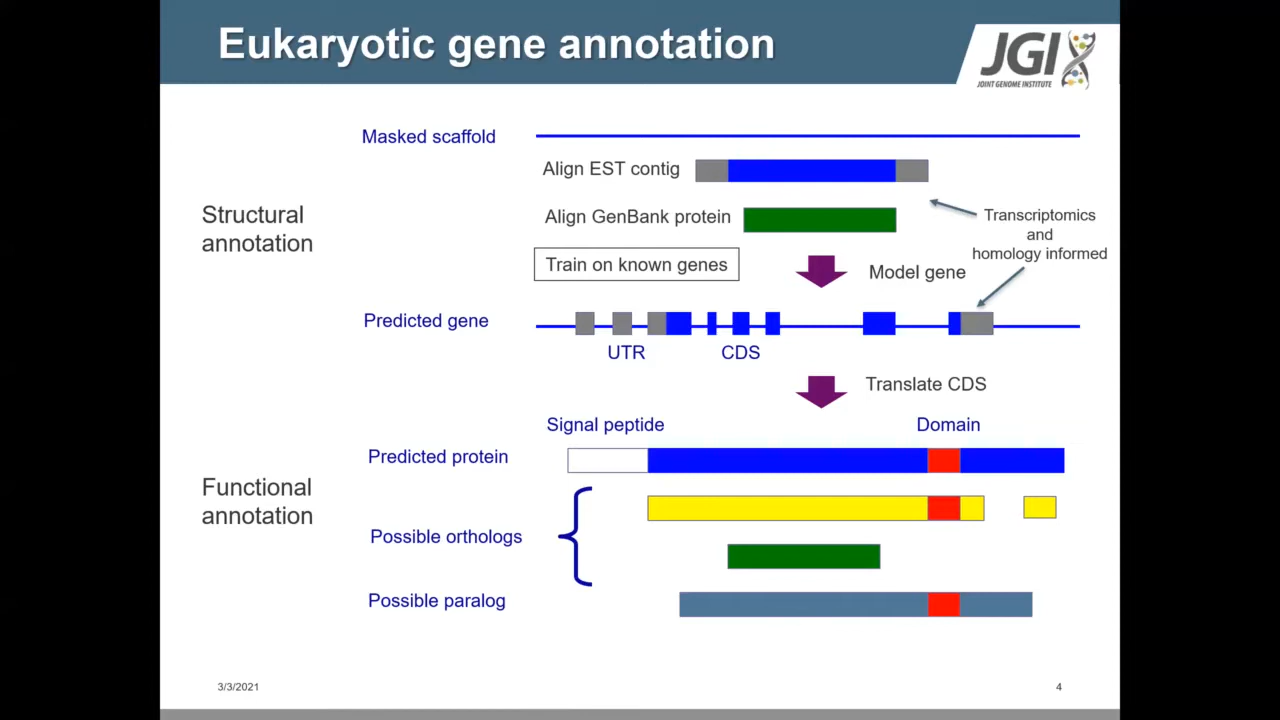 Eukaryotic gene annotation
JGI
JOINT GENOME INSTITUTE
Masked scaffold
Align EST contig
Structural
annotation
Align GenBank protein
Transcriptomics
and
homology informed
Train on known genes
Model gene
Predicted gene
UTR
CDS
Translate CDS
Signal peptide
Domain
Predicted protein
Functional
annotation
Possible orthologs
Possible paralog
3/3/2021
4